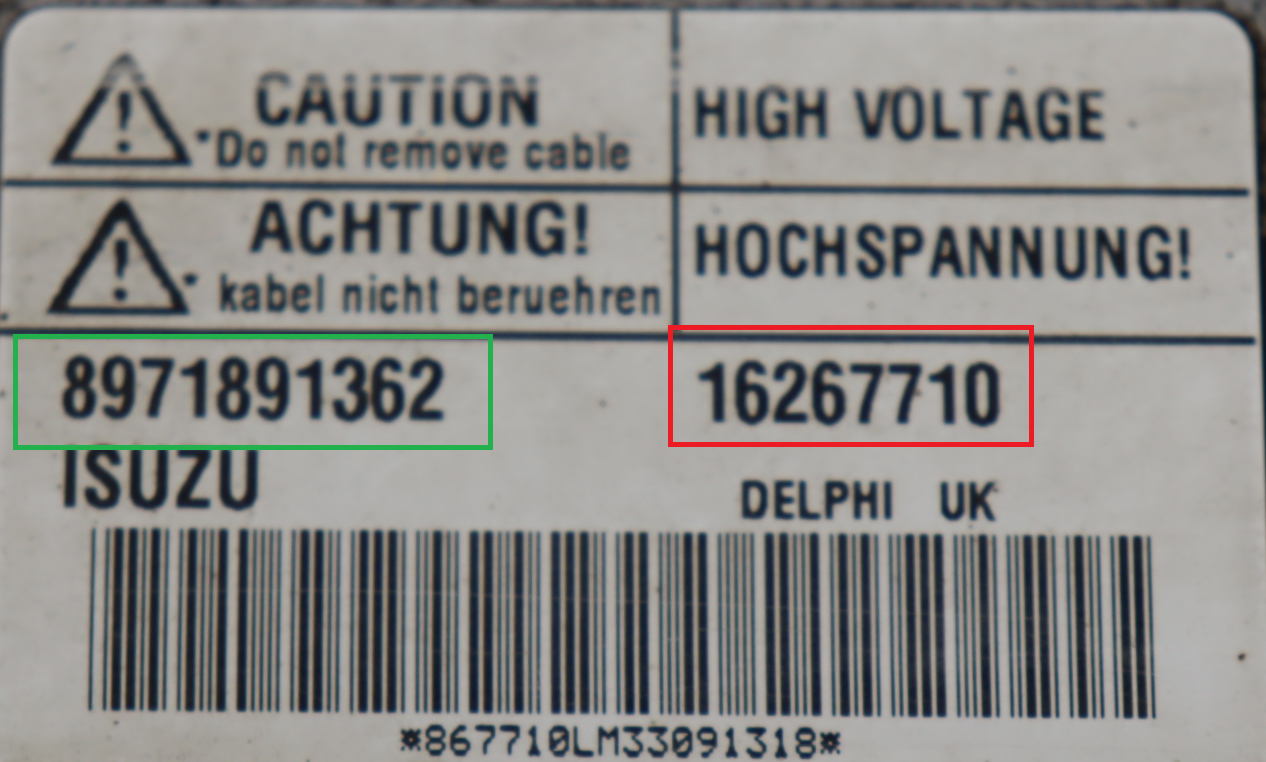 CAUTION
*Do not remove cable
HIGH VOLTAGE
ACHTUNG!
* kabel nicht beruehren
HOCHSPANNUNG!
8971891362
16267710
ISUZU
DELPHI UK
*867710LM33091318*